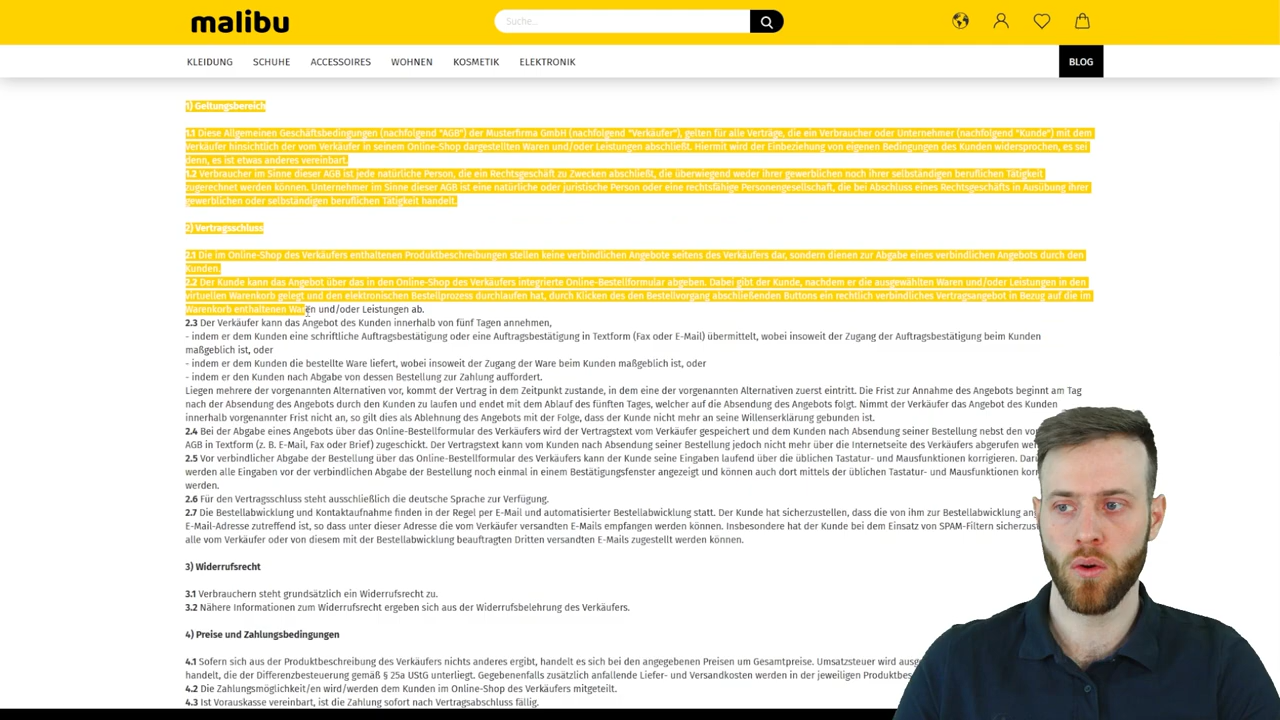 malibu
Suche...
KLEIDUNG SCHUHE ACCESSOIRES WOHNEN KOSMETIK ELEKTRONIK BLOG
1) Geltungsbereich
1.1 Diese Allgemeinen Geschäftsbedingungen (nachfolgend "AGB") der Musterfirma GmbH (nachfolgend "Verkäufer"), gelten für alle Verträge, die ein Verbraucher oder Unternehmer (nachfolgend "Kunde") mit dem
Verkäufer hinsichtlich der vom Verkäufer in seinem Online-Shop dargestellten Waren und/oder Leistungen abschließt. Hiermit wird der Einbeziehung von eigenen Bedingungen des Kunden widersprochen, es sei
denn, es ist etwas anderes vereinbart.
1.2 Verbraucher im Sinne dieser AGB ist jede natürliche Person, die ein Rechtsgeschäft zu Zwecken abschließt, die überwiegend weder ihrer gewerblichen noch ihrer selbständigen beruflichen Tätigkeit
zugerechnet werden können. Unternehmer im Sinne dieser AGB ist eine natürliche oder juristische Person oder eine rechtsfähige Personengesellschaft, die bei Abschluss eines Rechtsgeschäfts in Ausübung ihrer
gewerblichen oder selbständigen beruflichen Tätigkeit handelt.
2) Vertragsschluss
2.1 Die im Online-Shop des Verkäufers enthaltenen Produktbeschreibungen stellen keine verbindlichen Angebote seitens des Verkäufers dar, sondern dienen zur Abgabe eines verbindlichen Angebots durch den
Kunden.
2.2 Der Kunde kann das Angebot über das in den Online-Shop des Verkäufers integrierte Online-Bestellformular abgeben. Dabei gibt der Kunde, nachdem er die ausgewählten Waren und/oder Leistungen in den
virtuellen Warenkorb gelegt und den elektronischen Bestellprozess durchlaufen hat, durch Klicken des den Bestellvorgang abschließenden Buttons ein rechtlich verbindliches Vertragsangebot in Bezug auf die im
Warenkorb enthaltenen Waren und/oder Leistungen ab.
2.3 Der Verkäufer kann das Angebot des Kunden innerhalb von fünf Tagen annehmen,
- indem er dem Kunden eine schriftliche Auftragsbestätigung oder eine Auftragsbestätigung in Textform (Fax oder E-Mail) übermittelt, wobei insoweit der Zugang der Auftragsbestätigung beim Kunden
maßgeblich ist, oder
- indem er dem Kunden die bestellte Ware liefert, wobei insoweit der Zugang der Ware beim Kunden maßgeblich ist, oder
- indem er den Kunden nach Abgabe von dessen Bestellung zur Zahlung auffordert.
Liegen mehrere der vorgenannten Alternativen vor, kommt der Vertrag in dem Zeitpunkt zustande, in dem eine der vorgenannten Alternativen zuerst eintritt. Die Frist zur Annahme des Angebots beginnt am Tag
nach der Absendung des Angebots durch den Kunden zu laufen und endet mit dem Ablauf des fünften Tages, welcher auf die Absendung des Angebots folgt. Nimmt der Verkäufer das Angebot des Kunden
innerhalb vorgenannter Frist nicht an, so gilt dies als Ablehnung des Angebots mit der Folge, dass der Kunde nicht mehr an seine Willenserklärung gebunden ist.
2.4 Bei der Abgabe eines Angebots über das Online-Bestellformular des Verkäufers wird der Vertragstext vom Verkäufer gespeichert und dem Kunden nach Absendung seiner Bestellung nebst den
AGB in Textform (z. B. E-Mail, Fax oder Brief) zugeschickt. Der Vertragstext kann vom Kunden nach Absendung seiner Bestellung jedoch nicht mehr über die Internetseite des Verkäufers abgerufen
2.5 Vor verbindlicher Abgabe der Bestellung über das Online-Bestellformular des Verkäufers kann der Kunde seine Eingaben laufend über die üblichen Tastatur- und Mausfunktionen korrigieren.
werden alle Eingaben vor der verbindlichen Abgabe der Bestellung noch einmal in einem Bestätigungsfenster angezeigt und können auch dort mittels der üblichen Tastatur- und Mausfunktionen
werden.
2.6 Für den Vertragsschluss steht ausschließlich die deutsche Sprache zur Verfügung.
2.7 Die Bestellabwicklung und Kontaktaufnahme finden in der Regel per E-Mail und automatisierter Bestellabwicklung statt. Der Kunde hat sicherzustellen, dass die von ihm zur Bestellabwicklung
E-Mail-Adresse zutreffend ist, so dass unter dieser Adresse die vom Verkäufer versandten E-Mails empfangen werden können. Insbesondere hat der Kunde bei dem Einsatz von SPAM-Filtern
alle vom Verkäufer oder von diesem mit der Bestellabwicklung beauftragten Dritten versandten E-Mails zugestellt werden können.
3) Widerrufsrecht
3.1 Verbrauchern steht grundsätzlich ein Widerrufsrecht zu.
3.2 Nähere Informationen zum Widerrufsrecht ergeben sich aus der Widerrufsbelehrung des Verkäufers.
4) Preise und Zahlungsbedingungen
4.1 Sofern sich aus der Produktbeschreibung des Verkäufers nichts anderes ergibt, handelt es sich bei den angegebenen Preisen um Gesamtpreise. Umsatzsteuer wird
handelt, die der Differenzbesteuerung gemäß § 25a UStG unterliegt. Gegebenenfalls zusätzlich anfallende Liefer- und Versandkosten werden in der jeweiligen
4.2 Die Zahlungsmöglichkeit/en wird/werden dem Kunden im Online-Shop des Verkäufers mitgeteilt.
4.3 Ist Vorauskasse vereinbart, ist die Zahlung sofort nach Vertragsabschluss fällig.